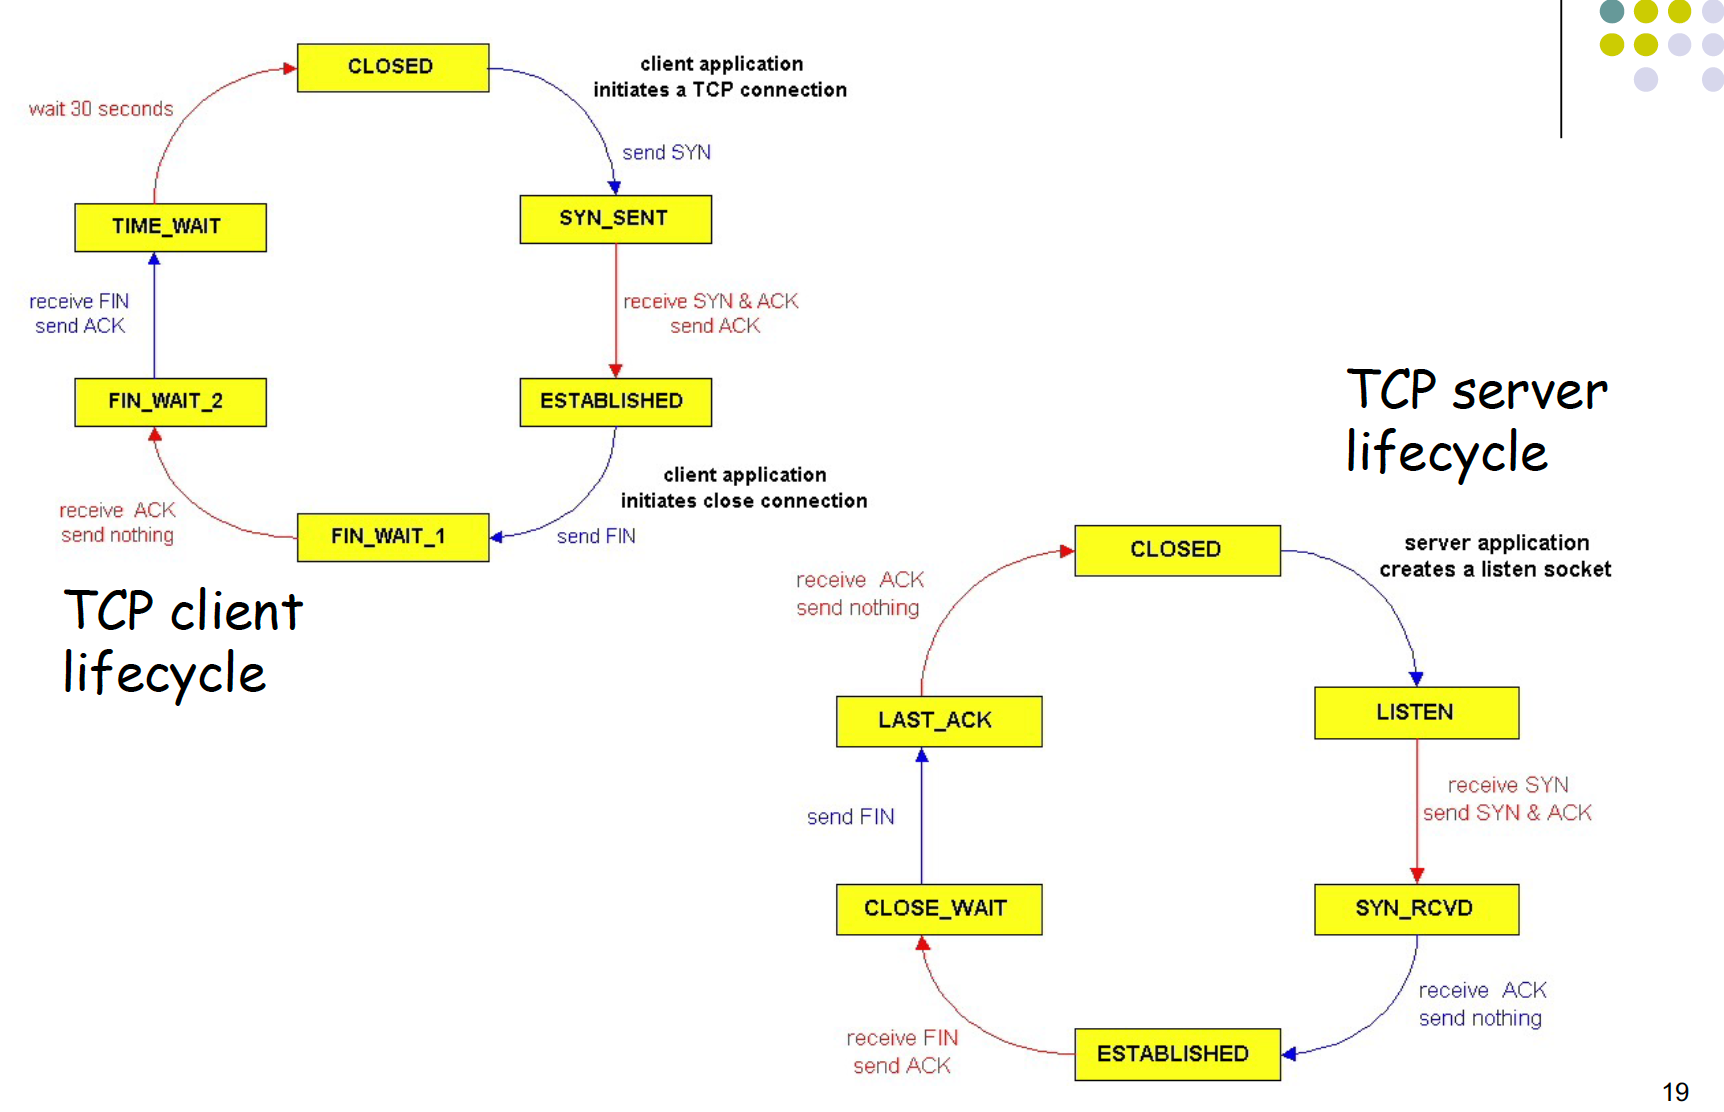 CLOSED
client application
initiates a TCP connection
wait 30 seconds
send SYN
TIME_WAIT
SYN_SENT
receive FIN
send ACK
receive SYN & ACK
send ACK
FIN_WAIT_2
ESTABLISHED
client application
initiates close connection
receive ACK
send nothing
FIN_WAIT_1
send FIN
TCP client
lifecycle
TCP server
lifecycle
CLOSED
server application
creates a listen socket
receive ACK
send nothing
LAST_ACK
LISTEN
send FIN
receive SYN
send SYN & ACK
CLOSE_WAIT
SYN_RCVD
receive ACK
send nothing
receive FIN
send ACK
ESTABLISHED
19